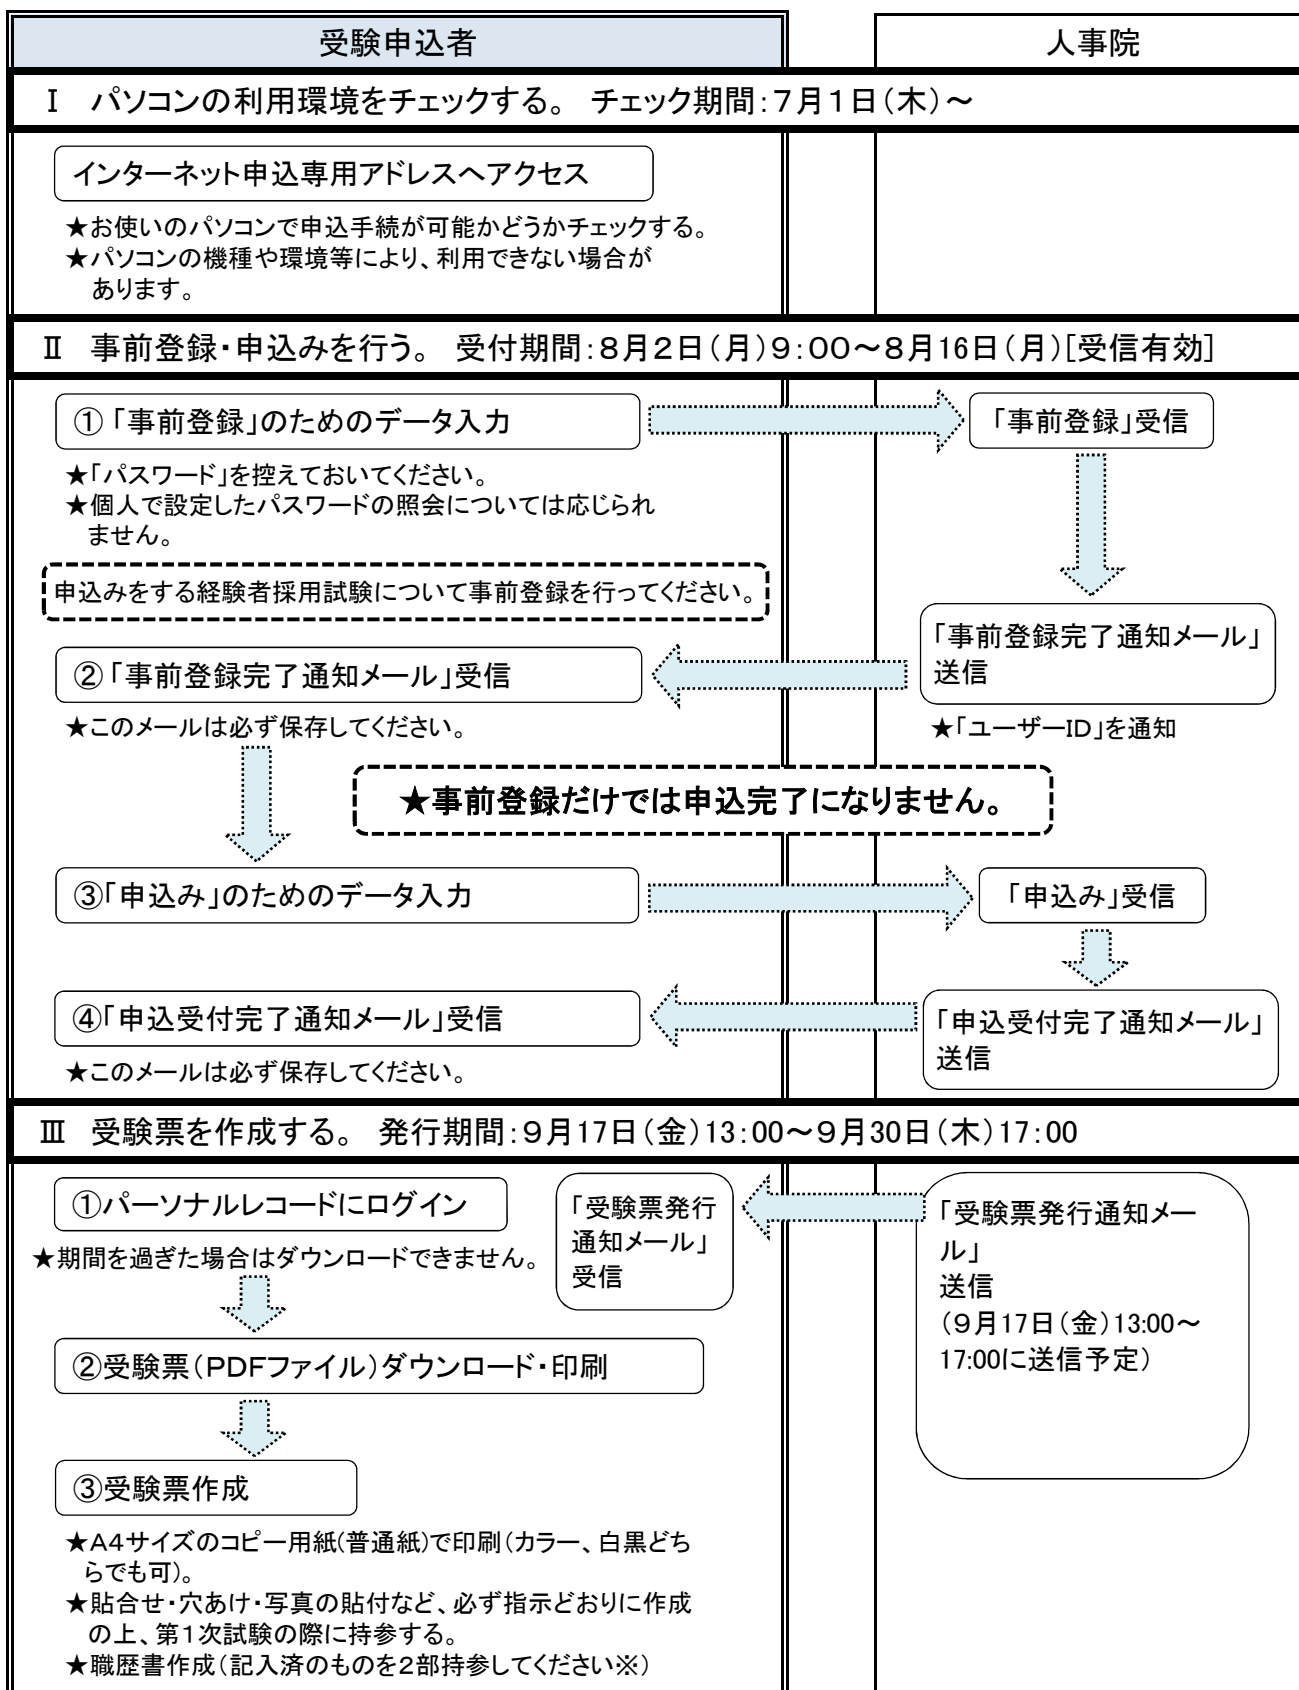 受験申込者
人事院
Ⅰ　パソコンの利用環境をチェックする。　チェック期間：７月１日（木）～
インターネット申込専用アドレスへアクセス
★お使いのパソコンで申込手続が可能かどうかチェックする。
★パソコンの機種や環境等により、利用できない場合が
あります。
Ⅱ　事前登録・申込みを行う。　受付期間：８月２日（月）９：００～８月16日（月）[受信有効]
①「事前登録」のためのデータ入力
「事前登録」受信
★「パスワード」を控えておいてください。
★個人で設定したパスワードの照会については応じられ
ません。
申込みをする経験者採用試験について事前登録を行ってください。
「事前登録完了通知メール」
送信
②「事前登録完了通知メール」受信
★このメールは必ず保存してください。
★「ユーザーID」を通知
★事前登録だけでは申込完了になりません。
③「申込み」のためのデータ入力
「申込み」受信
④「申込受付完了通知メール」受信
「申込受付完了通知メール」
送信
★このメールは必ず保存してください。
Ⅲ　受験票を作成する。　発行期間：９月17日（金）13：00～９月30日（木）17：00
①パーソナルレコードにログイン
★期間を過ぎた場合はダウンロードできません。
「受験票発行
通知メール」
受信
「受験票発行通知メー
ル」
送信
（９月17日（金）13:00～
17:00に送信予定）
②受験票（ＰＤＦファイル）ダウンロード・印刷
③受験票作成
★Ａ４サイズのコピー用紙(普通紙)で印刷（カラー、白黒どち
らでも可）。
★貼合せ・穴あけ・写真の貼付など、必ず指示どおりに作成
の上、第１次試験の際に持参する。
★職歴書作成（記入済のものを２部持参してください※）